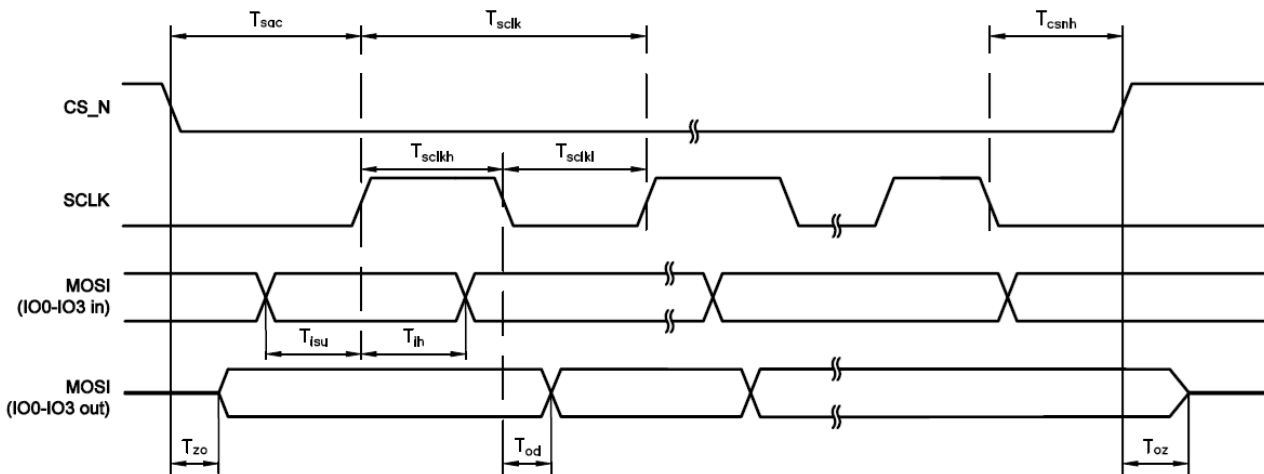 Tsac Tsclk Tcsnh
CS_N
Tsclkh Tsclkl
SCLK
MOSI
(IO0-IO3 in)
Tisu Tih
MOSI
(IO0-IO3 out)
Tzo Tod Toz